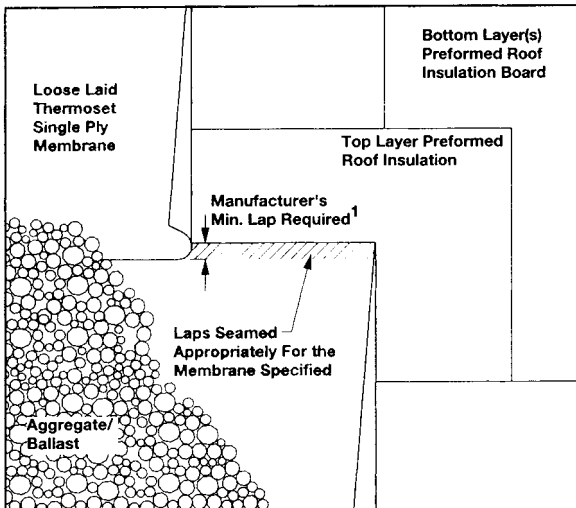 Loose Laid
Thermoset
Single Ply
Membrane
Bottom Layer(s)
Preformed Roof
Insulation Board
Top Layer Preformed
Roof Insulation
Manufacturer's
Min. Lap Required1
Laps Seamed
Appropriately For the
Membrane Specified
Aggregate/
Ballast